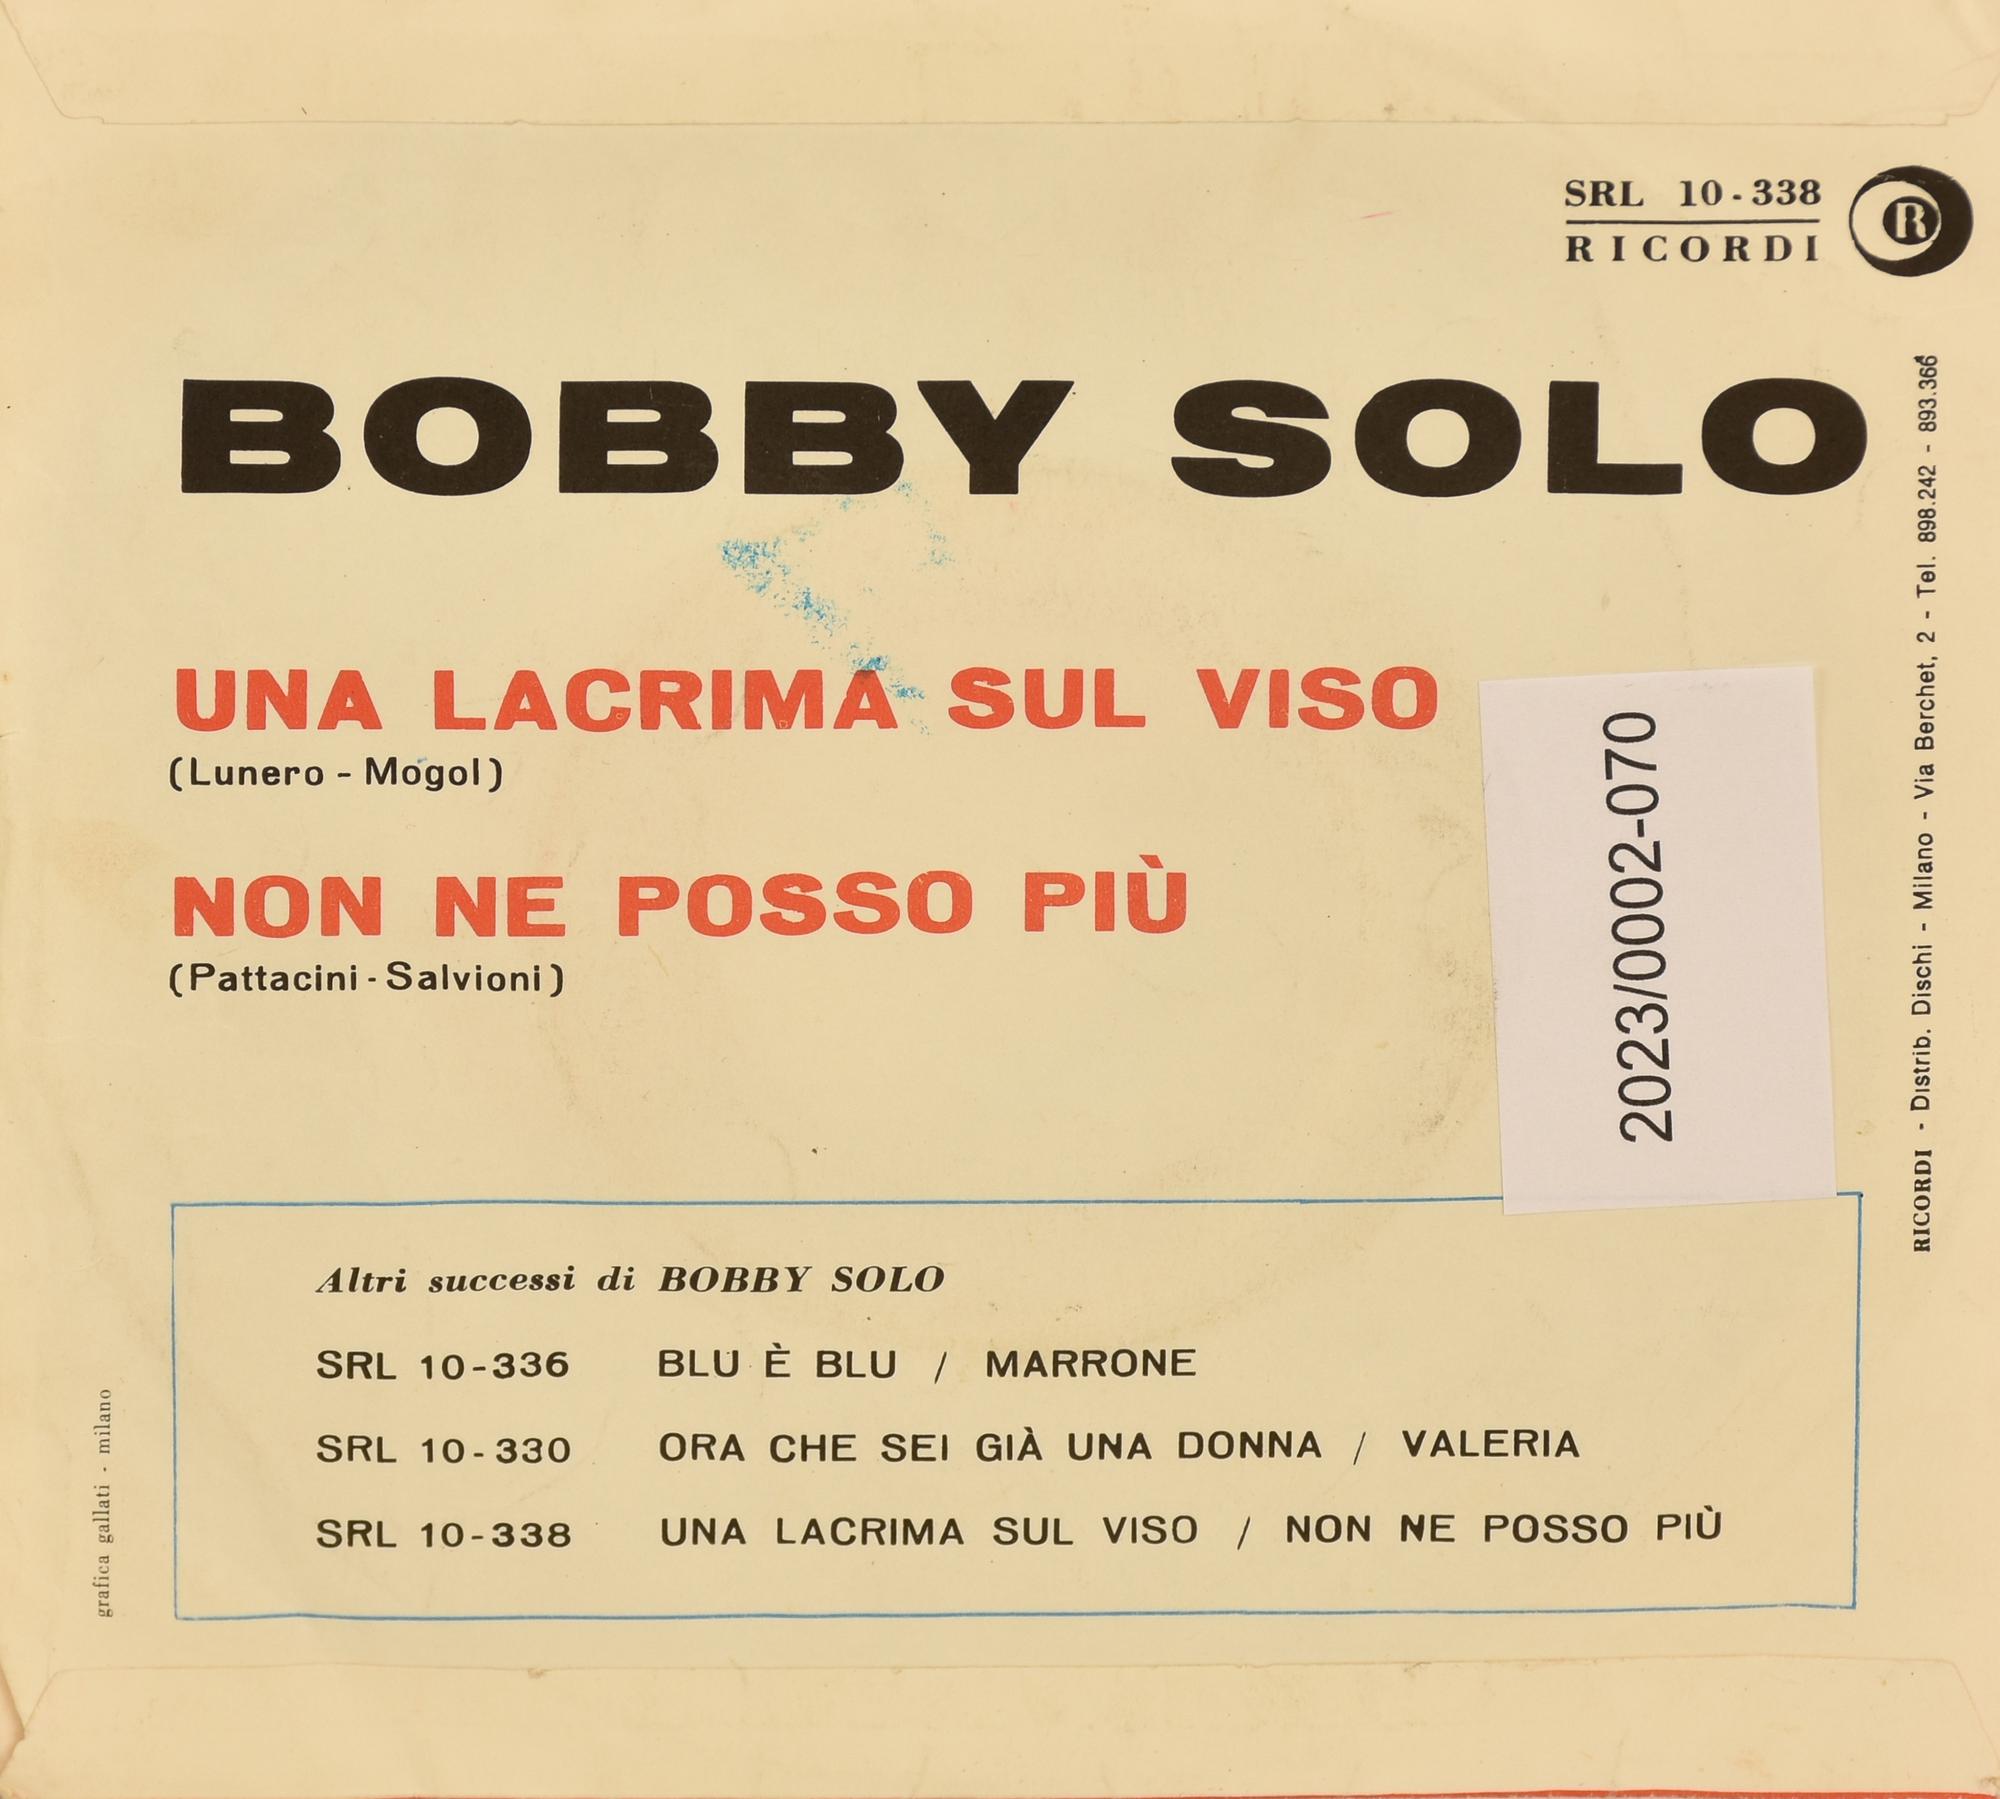 SRL 10-338
RICORDI
R
BOBBY SOLO
UNA LACRIMA SUL VISO
(Lunero - Mogol)
NON NE POSSO PIÙ
(Pattacini - Salvioni)
2023/0002-070
RICORDI - Distrib. Dischi - Milano - Via Berchet, 2 - Tel. 898.242 - 893.366
Altri successi di BOBBY SOLO
SRL 10-336 BLU È BLU / MARRONE
SRL 10-330 ORA CHE SEI GIÀ UNA DONNA / VALERIA
SRL 10-338 UNA LACRIMA SUL VISO / NON NE POSSO PIÙ
grafica gallati - milano